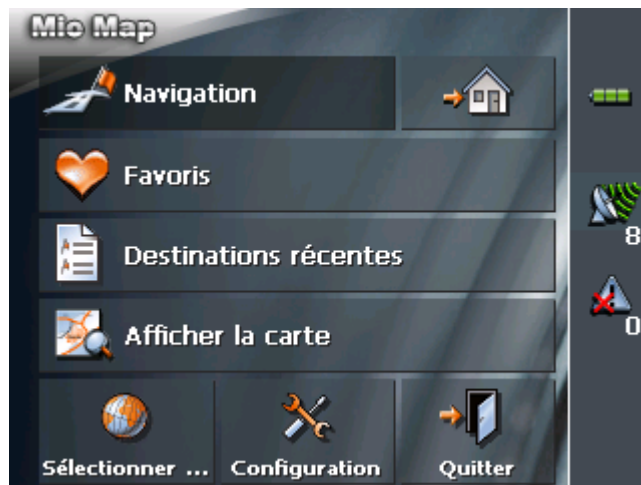 Mio Map
Navigation
Favoris
8
Destinations récentes
Afficher la carte
0
Sélectionner ...
Configuration
Quitter